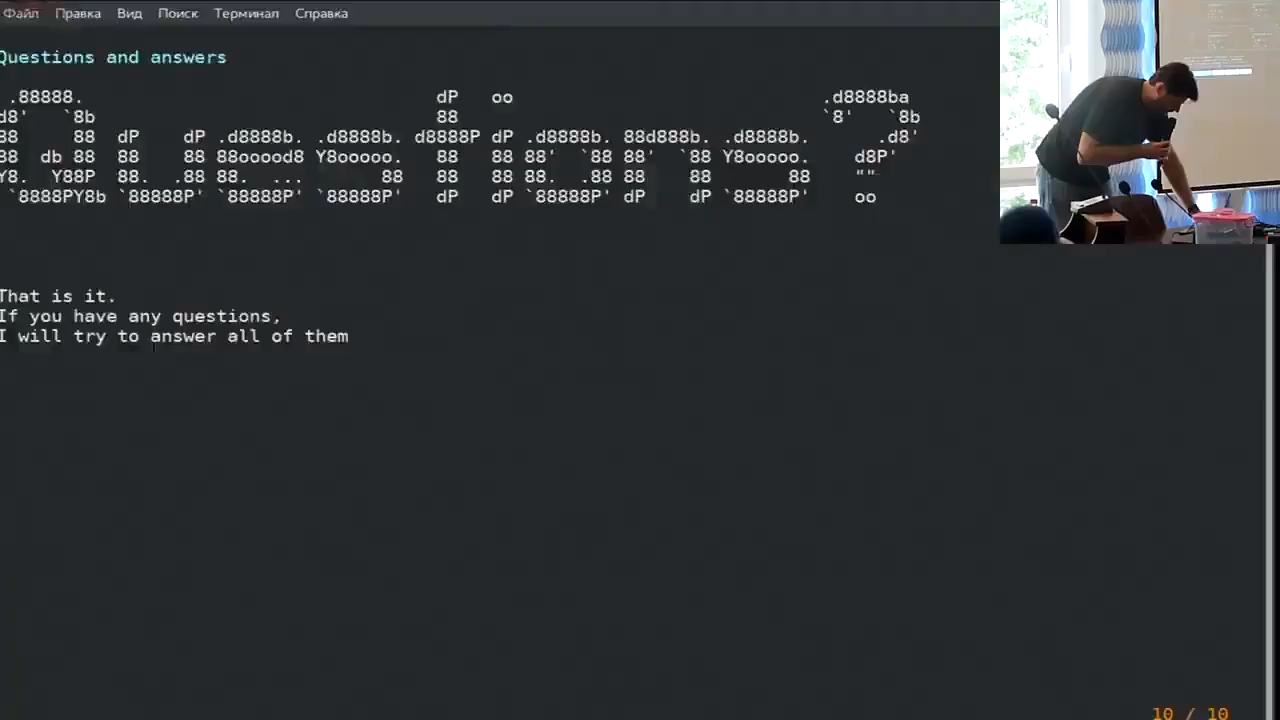 Файл Правка Вид Поиск Терминал Справка
Questions and answers
Questions ?
That is it.
If you have any questions,
I will try to answer all of them
10 / 10